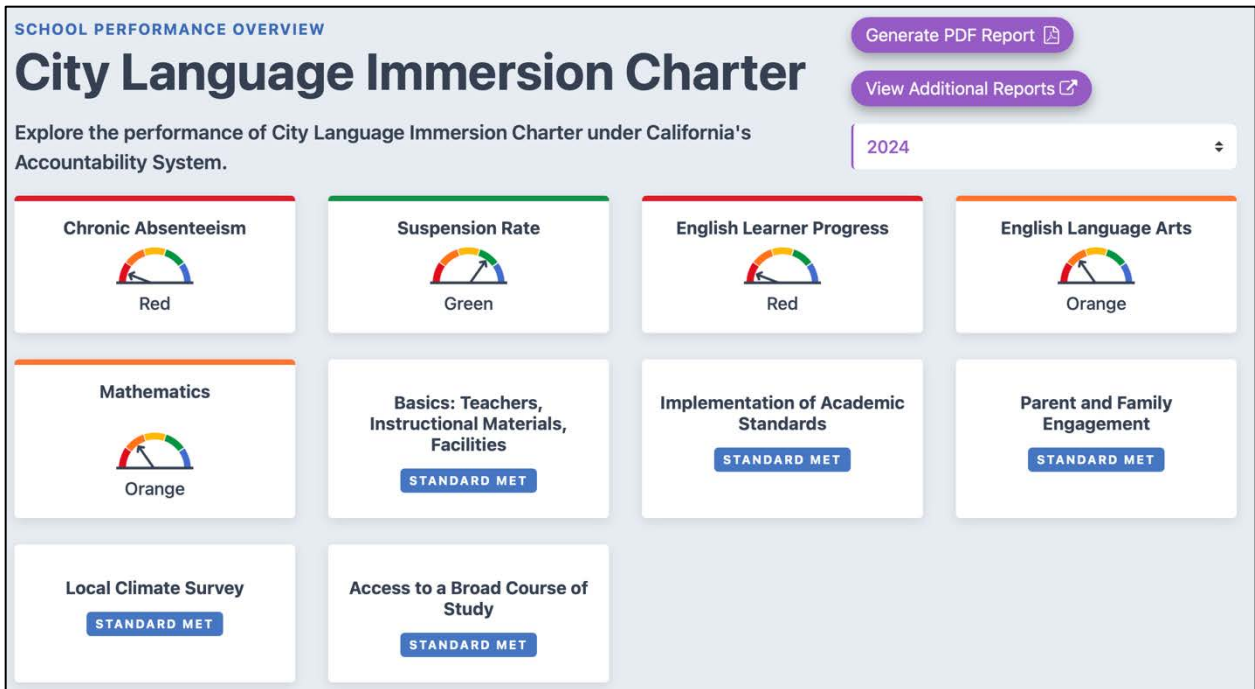 SCHOOL PERFORMANCE OVERVIEW
City Language Immersion Charter
Explore the performance of City Language Immersion Charter under California's
Accountability System.
Generate PDF Report
View Additional Reports
2024
Chronic Absenteeism
Red
Suspension Rate
Green
English Learner Progress
Red
English Language Arts
Orange
Mathematics
Orange
Basics: Teachers,
Instructional Materials,
Facilities
STANDARD MET
Implementation of Academic
Standards
STANDARD MET
Parent and Family
Engagement
STANDARD MET
Local Climate Survey
STANDARD MET
Access to a Broad Course of
Study
STANDARD MET